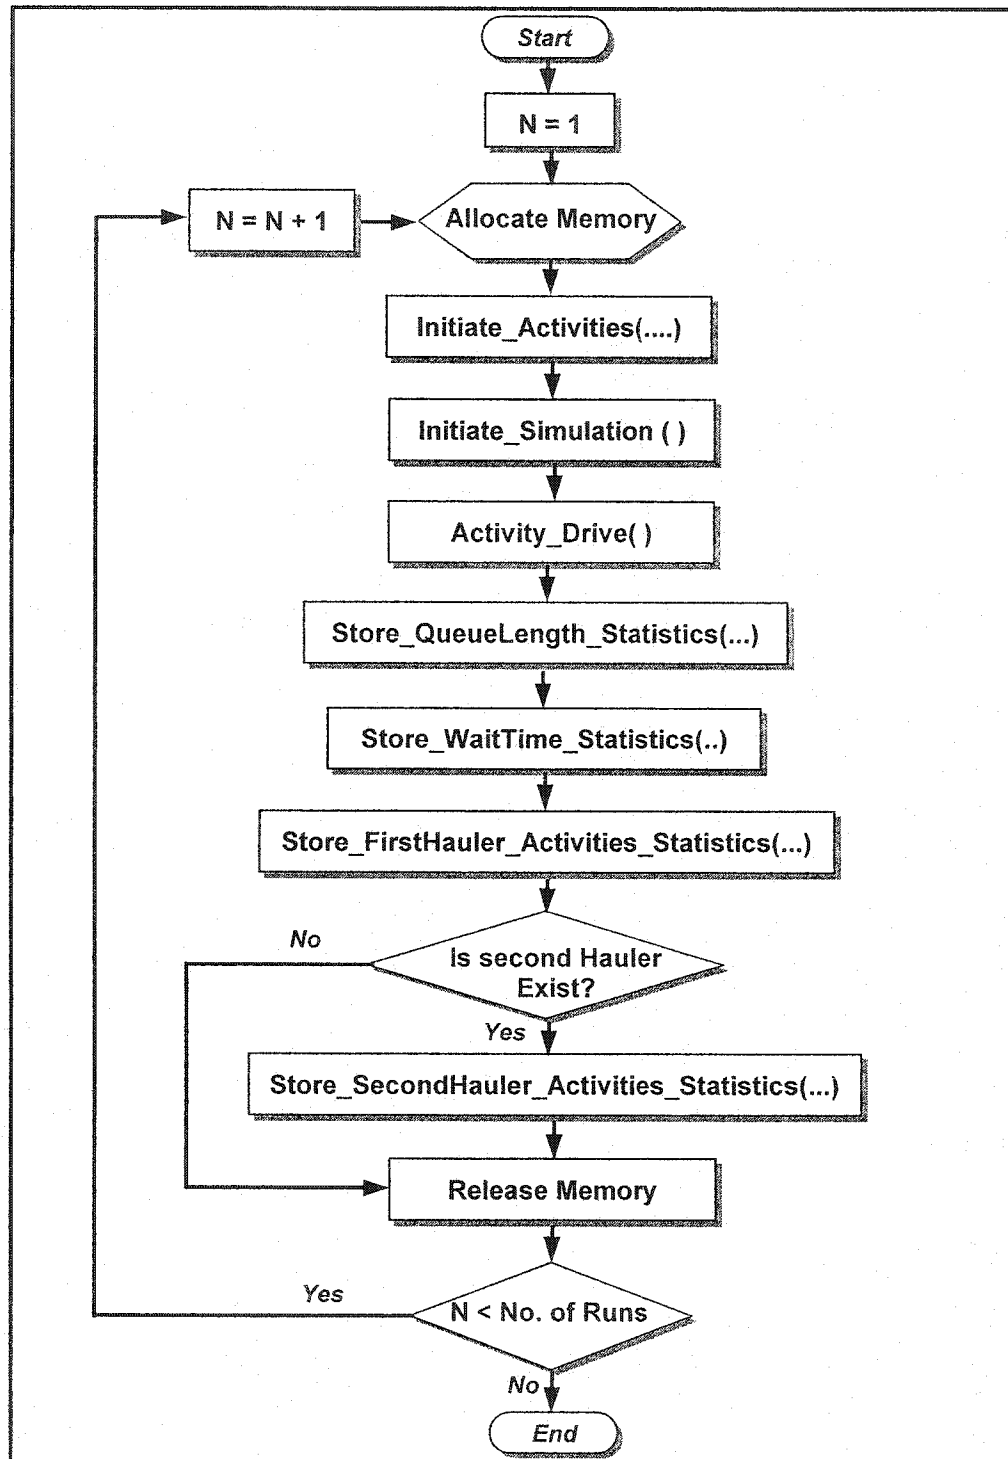 Start
N = 1
N = N + 1
Allocate Memory
Initiate_Activities(....)
Initiate_Simulation ( )
Activity_Drive( )
Store_QueueLength_Statistics(...)
Store_WaitTime_Statistics(..)
Store_FirstHauler_Activities_Statistics(...)
No
Is second Hauler
Exist?
Yes
Store_SecondHauler_Activities_Statistics(...)
Release Memory
Yes
N < No. of Runs
No
End